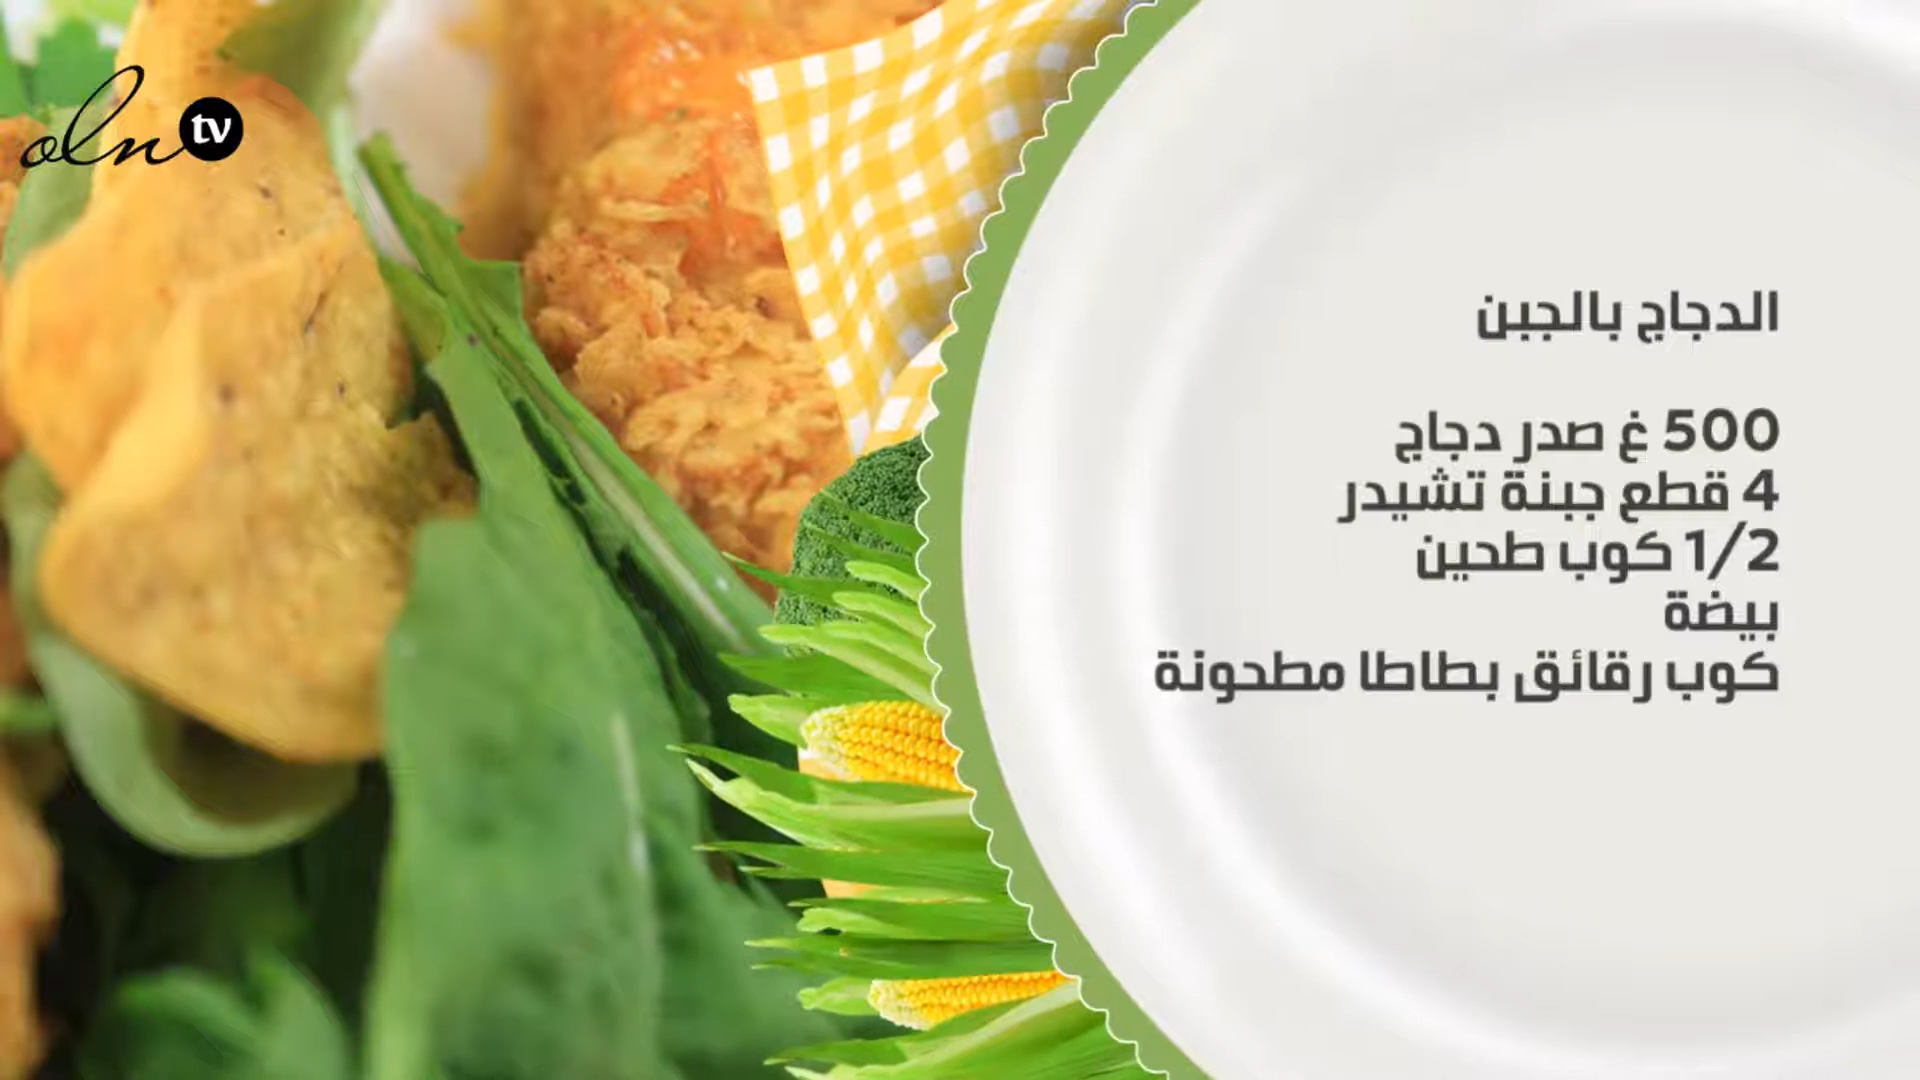 oln tv
الدجاج بالجبن
500 غ صدر دجاج
4 قطع جبنة تشيدر
1/2 كوب طحين
بيضة
كوب رقائق بطاطا مطحونة